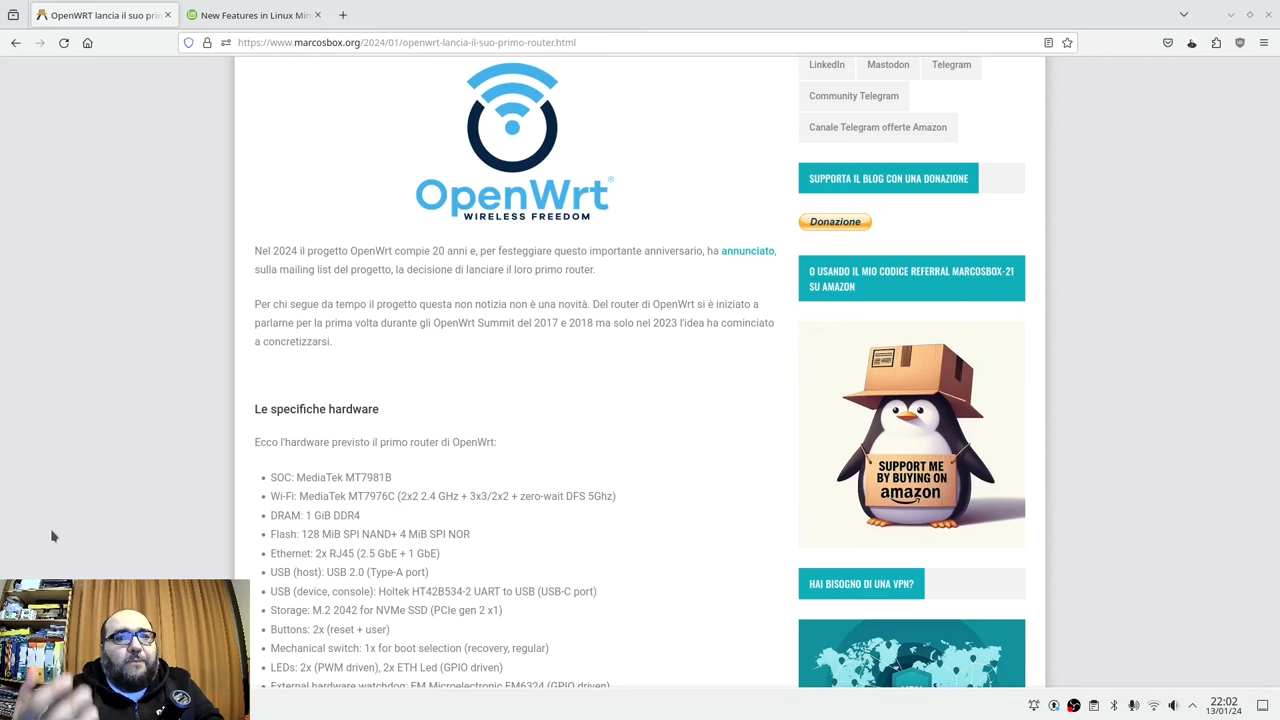 OpenWRT lancia il suo pri
New Feature in Linux Min
https://www.marcosbox.org/2024/01/openwrt-lancia-il-suo-primo-router.html
OpenWrt®
WIRELESS FREEDOM
Nel 2024 il progetto OpenWrt compie 20 anni e, per festeggiare questo importante anniversario, ha annunciato,
sulla mailing list del progetto, la decisione di lanciare il loro primo router.
Per chi segue da tempo il progetto questa non notizia non è una novità. Del router di OpenWrt si è iniziato a
parlarne per la prima volta durante gli OpenWrt Summit del 2017 e 2018 ma solo nel 2023 l'idea ha cominciato
a concretizzarsi.
Le specifiche hardware
Ecco l'hardware previsto il primo router di OpenWrt:
• SOC: MediaTek MT7981B
• Wi-Fi: MediaTek MT7976C (2x2 2.4 GHz + 3x3/2x2 + zero-wait DFS 5Ghz)
• DRAM: 1 GiB DDR4
• Flash: 128 MiB SPI NAND+ 4 MiB SPI NOR
• Ethernet: 2x RJ45 (2.5 GbE + 1 GbE)
• USB (host): USB 2.0 (Type-A port)
• USB (device, console): Holtek HT42B534-2 UART to USB (USB-C port)
• Storage: M.2 2042 for NVMe SSD (PCIe gen 2 x1)
• Buttons: 2x (reset + user)
• Mechanical switch: 1x for boot selection (recovery, regular)
• LEDs: 2x (PWM driven), 2x ETH Led (GPIO driven)
• External hardware watchdog: EM Microelectronic EM6324 (GPIO driven)
LinkedIn
Mastodon
Telegram
Community Telegram
Canale Telegram offerte Amazon
SUPPORTA IL BLOG CON UNA DONAZIONE
Donazione
O USANDO IL MIO CODICE REFERRAL MARCOSBOX-21
SU AMAZON
SUPPORT ME
BY BUYING ON
amazon
HAI BISOGNO DI UNA VPN?
22:02
13/01/24